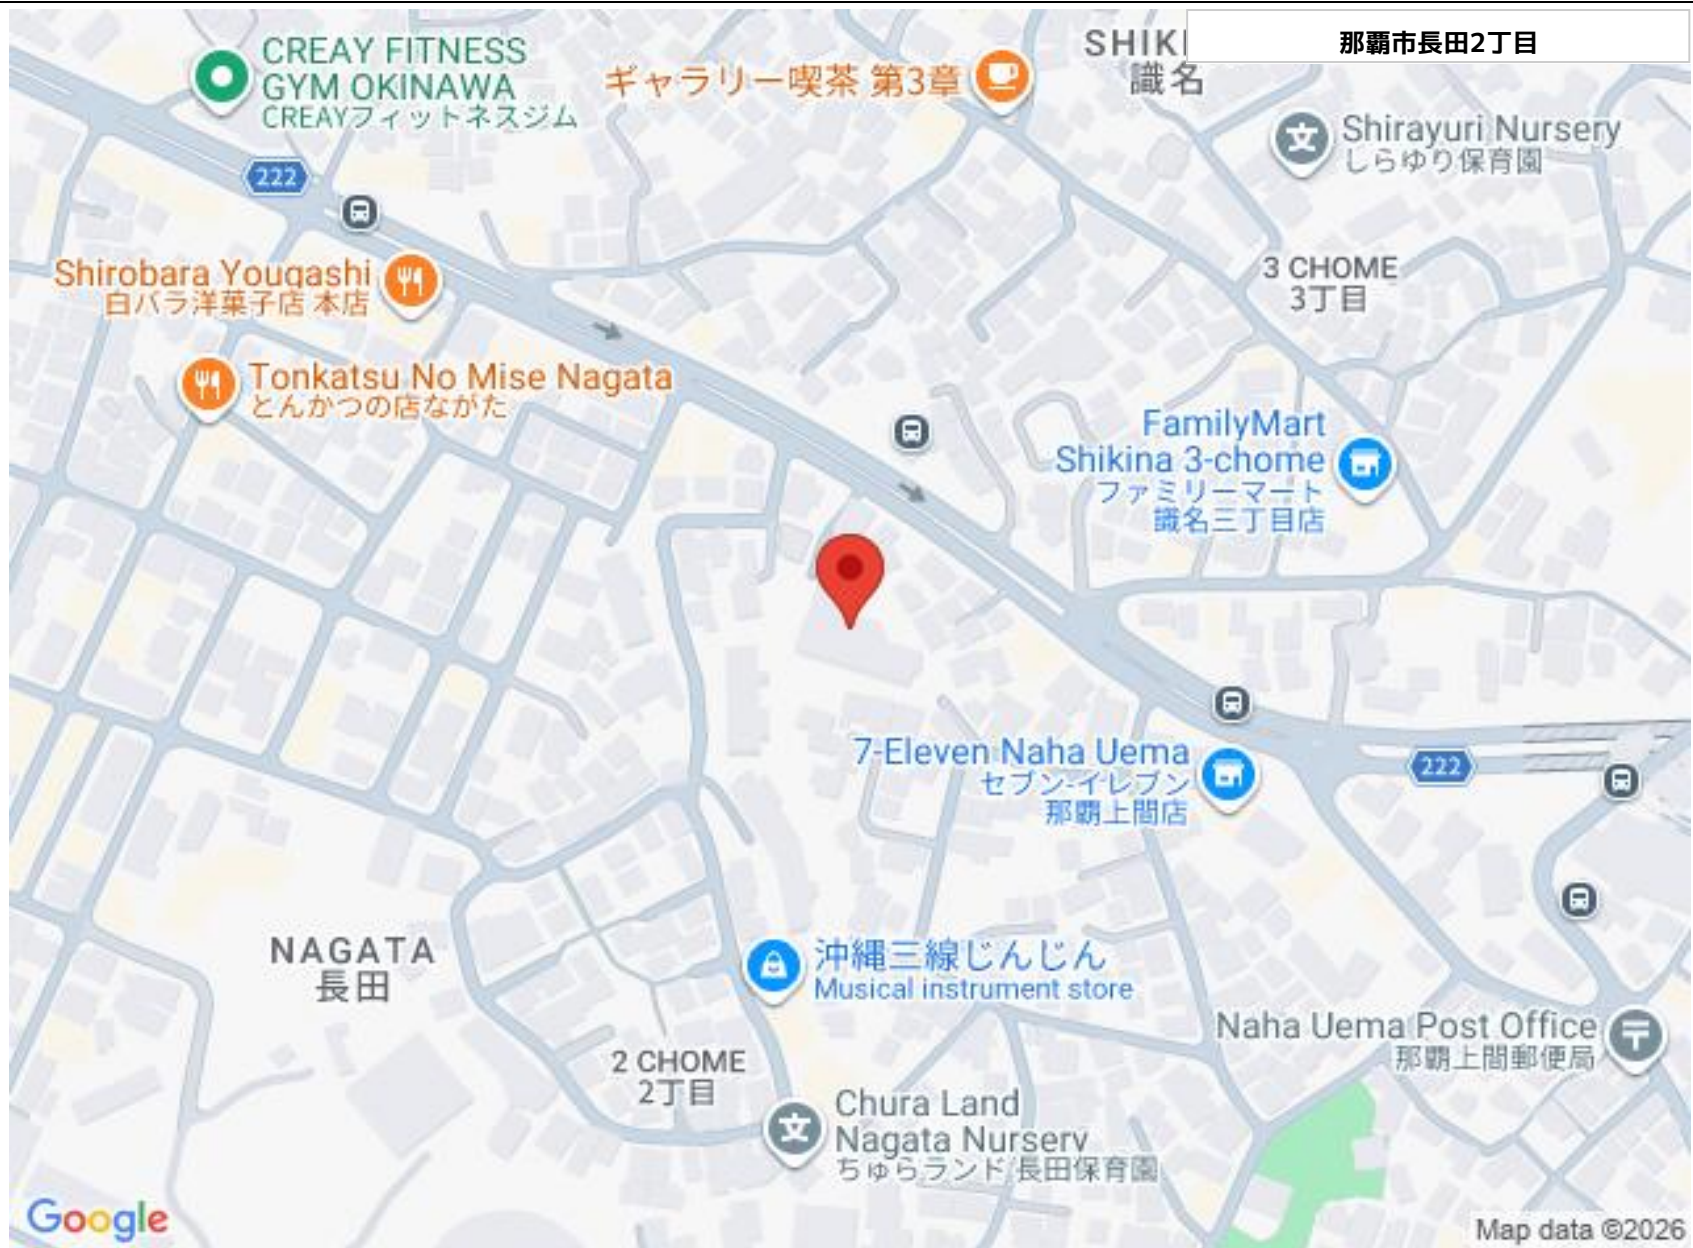 那覇市長田2丁目
CREAY FITNESS
GYM OKINAWA
CREAYフィットネスジム
ギャラリー喫茶 第3章
SHIKI
識名
Shirayuri Nursery
しらゆり保育園
222
Shirobara Yougashi
白バラ洋菓子店 本店
3 CHOME
3丁目
Tonkatsu No Mise Nagata
とんかつの店ながた
FamilyMart
Shikina 3-chome
ファミリーマート
識名三丁目店
7-Eleven Naha Uema
セブン-イレブン
那覇上間店
222
NAGATA
長田
沖縄三線じんじん
Musical instrument store
Naha Uema Post Office
那覇上間郵便局
2 CHOME
2丁目
Chura Land
Nagata Nursery
ちゅらランド 長田保育園
Google
Map data ©2026